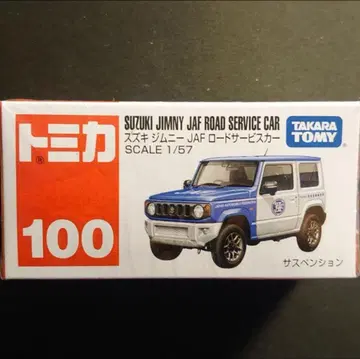 トミカ
100
SUZUKI JIMNY JAF ROAD SERVICE CAR
スズキ ジムニー JAF ロードサービスカー
SCALE 1/57
TAKARA
TOMY
サスペンション